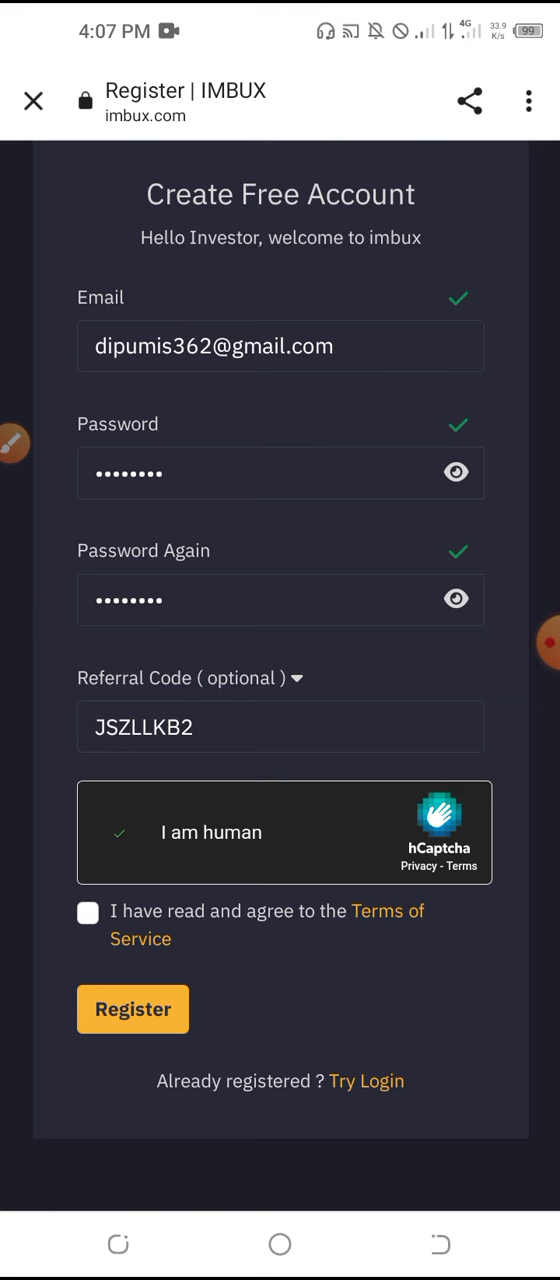 4:07 PM
4G
33.9
K/s
99
Register | IMBUX
imbux.com
Create Free Account
Hello Investor, welcome to imbux
Email
dipumis362@gmail.com
Password
••••••••
Password Again
••••••••
Referral Code ( optional )
JSZLLKB2
I am human
hCaptcha
Privacy - Terms
I have read and agree to the Terms of
Service
Register
Already registered ? Try Login